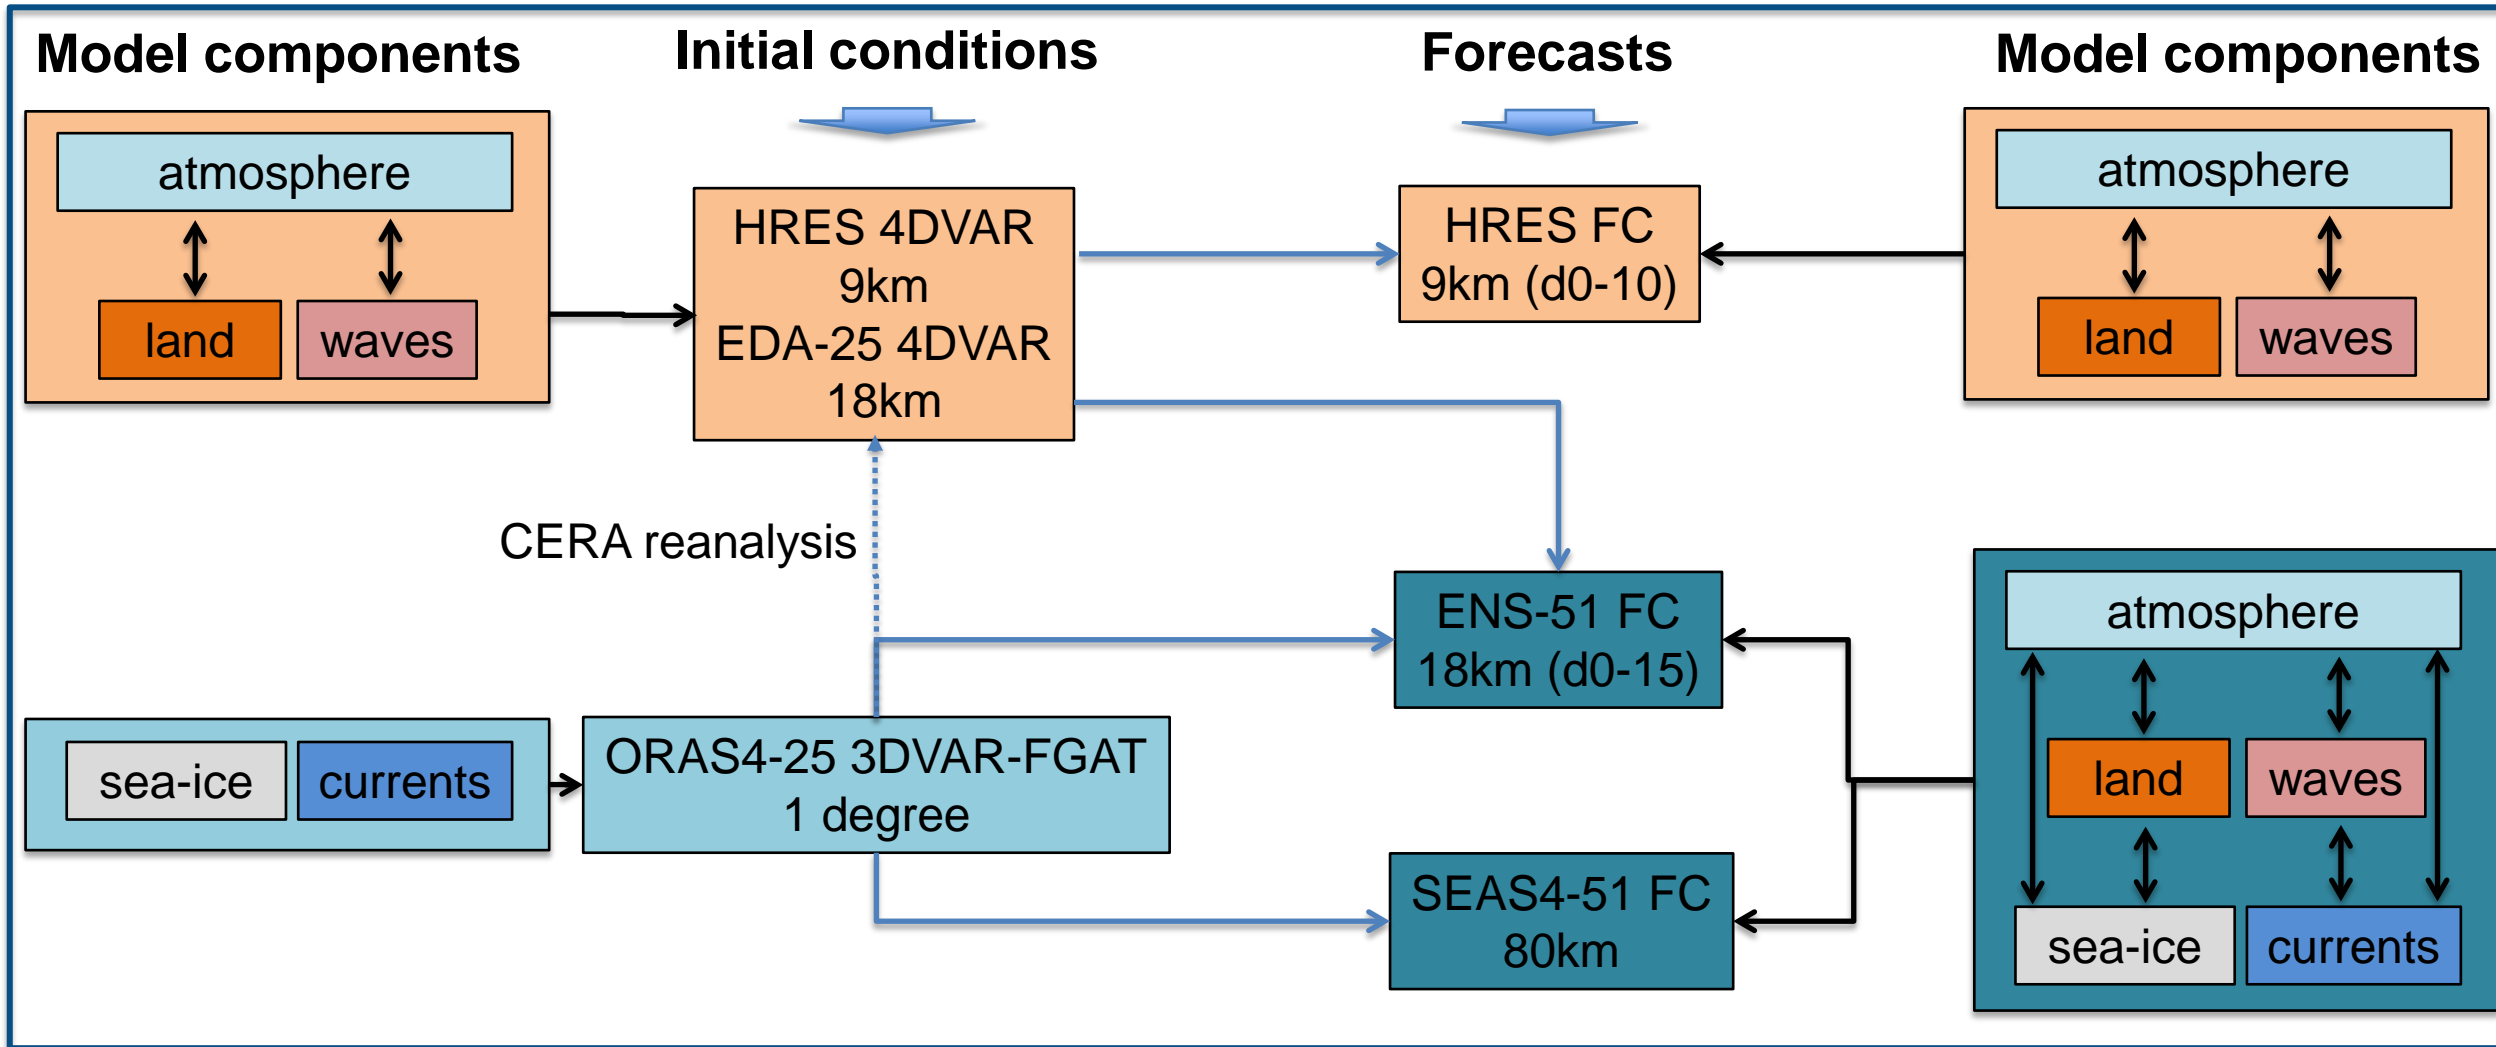 Model components
Initial conditions
Forecasts
Model components
atmosphere
land
waves
HRES 4DVAR
9km
EDA-25 4DVAR
18km
HRES FC
9km (d0-10)
atmosphere
land
waves
CERA reanalysis
sea-ice
currents
ORAS4-25 3DVAR-FGAT
1 degree
ENS-51 FC
18km (d0-15)
SEAS4-51 FC
80km
atmosphere
land
waves
sea-ice
currents